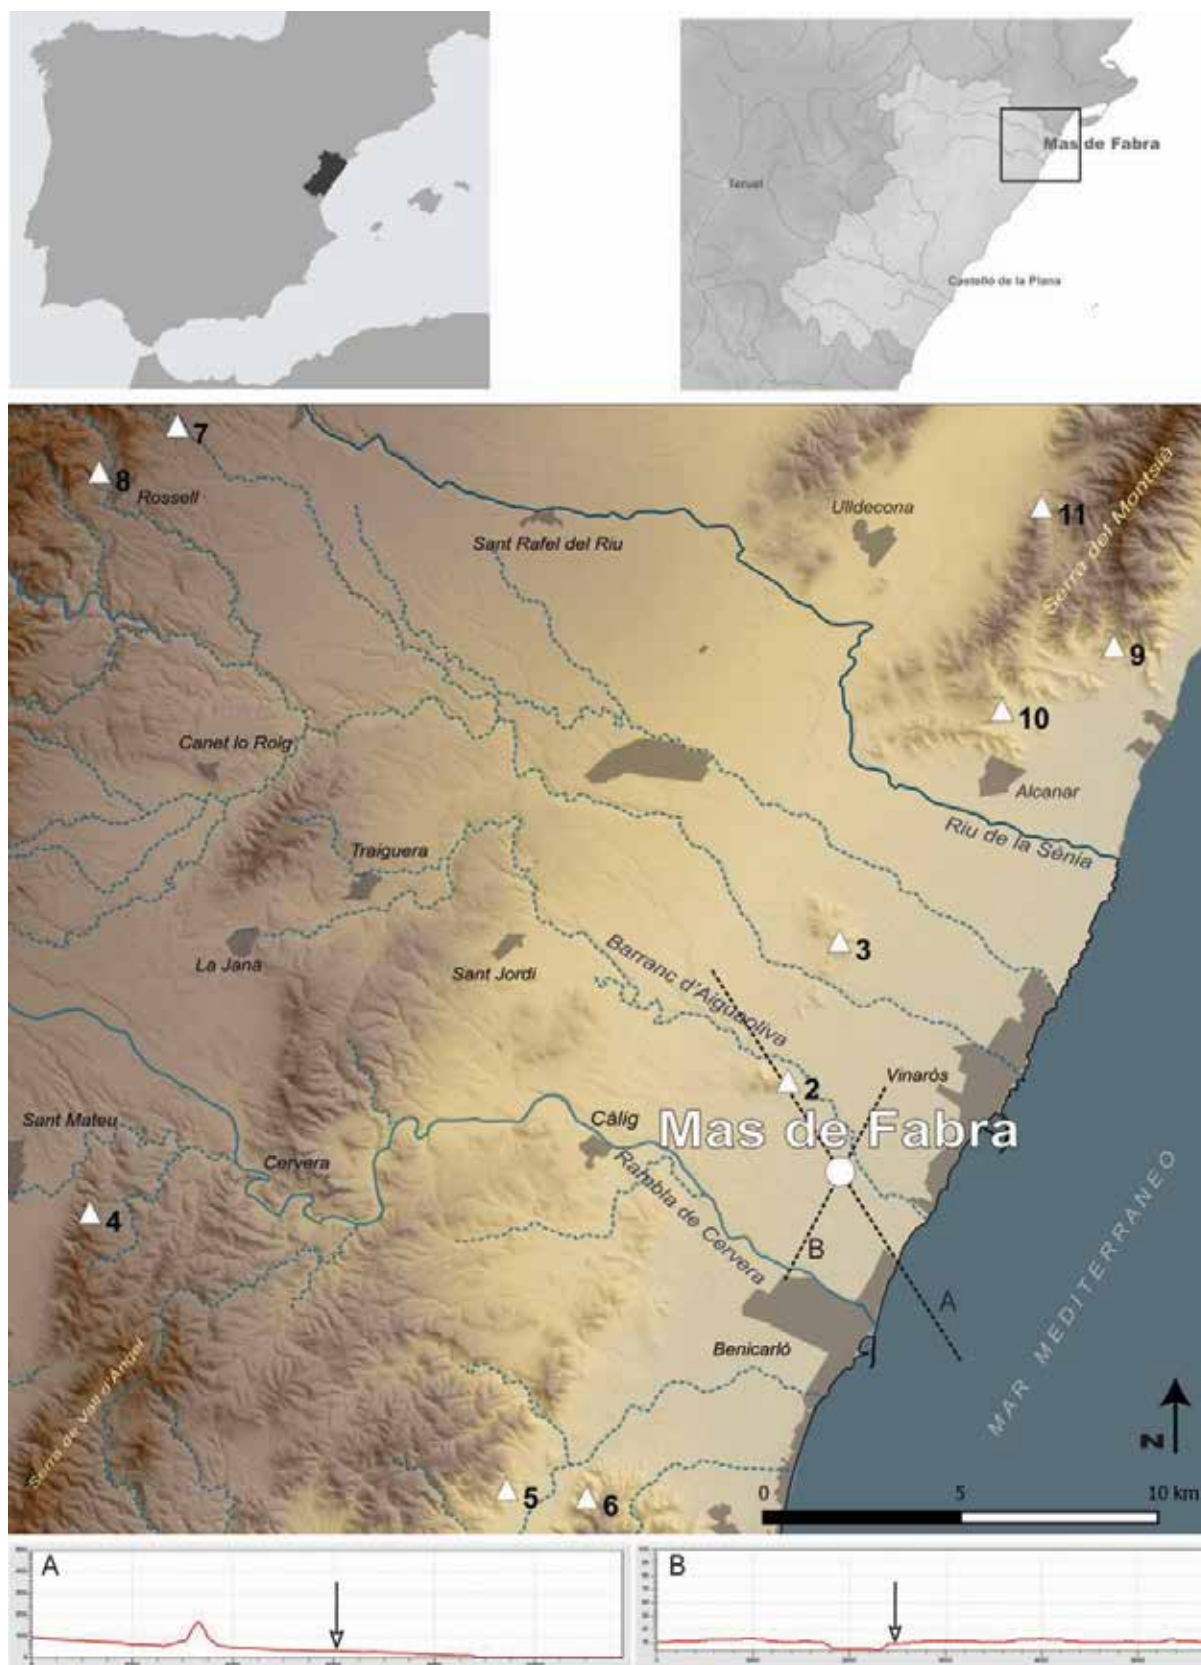 Mas de Fabra
Teruel
Castelló de la Plana
7
8
Rossell
Sant Rafel del Riu
Ulldecona
11
Serra del Montsià
9
10
Canet lo Roig
Alcanar
Riu de la Sènia
Traiguera
La Jana
Sant Jordi
3
Barranc d'Aiguaoliva
2
Vinaròs
Sant Mateu
Càlig
Mas de Fabra
Cervera
Rambla de Cervera
4
B
A
MAR MEDITERRANEO
Benicarló
Serra de Vall d'Àngel
N
5
6
0 5 10 km
A
B